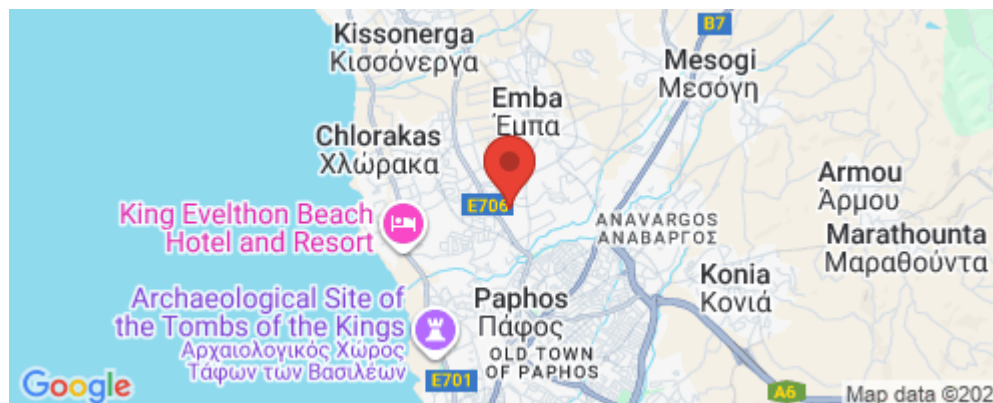 Kissonerga
Κισσόνεργα
B7
Mesogi
Μεσόγη
Emba
Έμπα
Chlorakas
Χλώρακα
E706
Armou
Άρμου
King Evelthon Beach
Hotel and Resort
ANAVARGOS
ΑΝΑΒΑΡΓΟΣ
Marathounta
Μαραθούντα
Konia
Κονιά
Archaeological Site of
the Tombs of the Kings
Αρχαιολογικός Χώρος
Τάφων των Βασιλέων
Paphos
Πάφος
OLD TOWN
OF PAPHOS
E701
A6
Google
Map data ©202